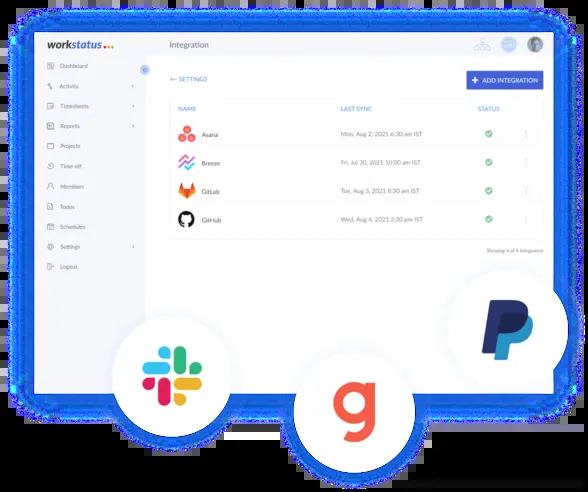 workstatus
Integration
Dashboard
← SETTINGS
+ ADD INTEGRATION
Activity
Timesheets
NAME LAST SYNC STATUS
Reports
Asana Mon, Aug 2, 2021 6:30 am IST
Projects
Breeze Fri, Jul 30, 2021 10:00 am IST
Time-off
Members
GitLab Tue, Aug 3, 2021 9:30 am IST
Todos
GitHub Wed, Aug 4, 2021 2:30 pm IST
Schedules
Settings
Showing 4 of 4 Integration
Logout
g